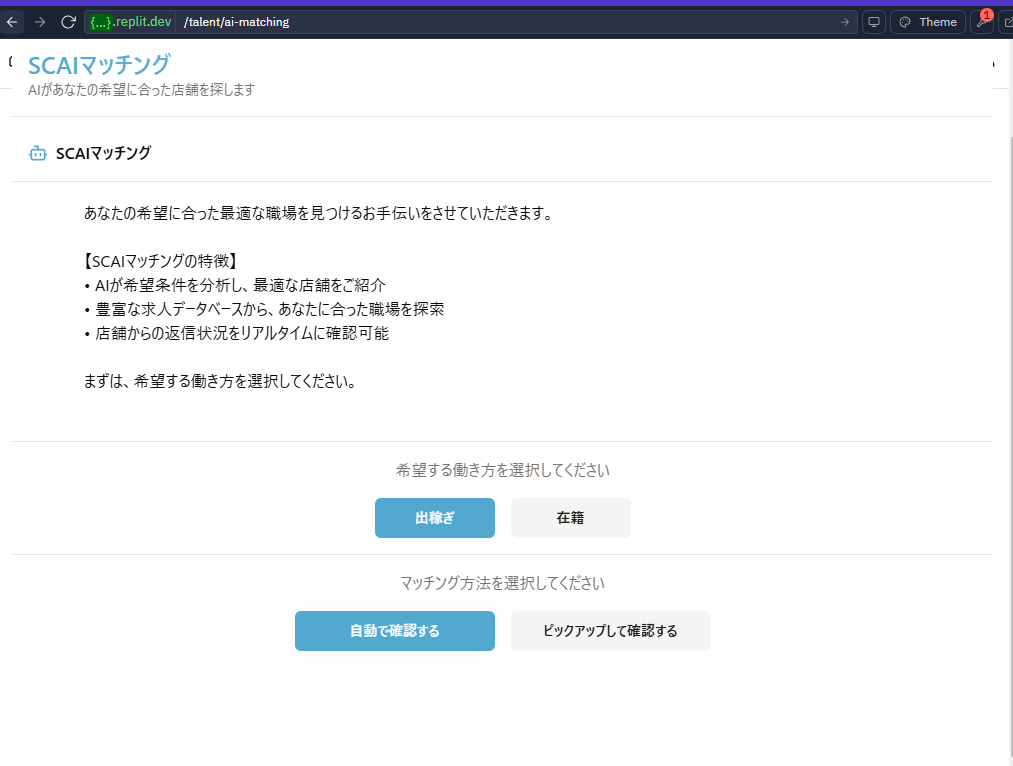 {...}.replit.dev /talent/ai-matching
Theme
1
SCAIマッチング
AIがあなたの希望に合った店舗を探します
SCAIマッチング
あなたの希望に合った最適な職場を見つけるお手伝いをさせていただきます。
【SCAIマッチングの特徴】
• AIが希望条件を分析し、最適な店舗をご紹介
• 豊富な求人データベースから、あなたに合った職場を探索
• 店舗からの返信状況をリアルタイムに確認可能
まずは、希望する働き方を選択してください。
希望する働き方を選択してください
出稼ぎ 在籍
マッチング方法を選択してください
自動で確認する ピックアップして確認する